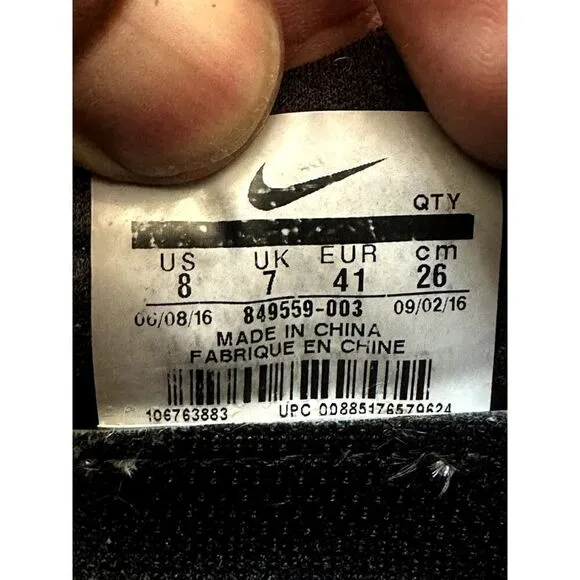 QTY
US UK EUR cm
8 7 41 26
06/08/16 849559-003 09/02/16
MADE IN CHINA
FABRIQUE EN CHINE
106763883 UPC 00885176579624